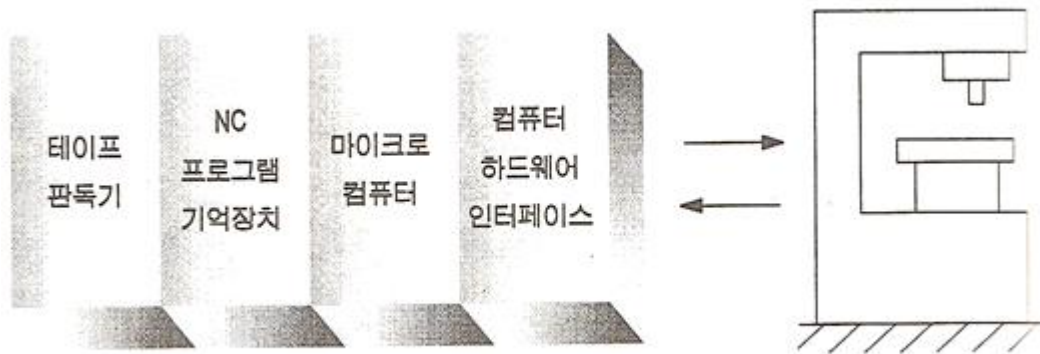 테이프
판독기
NC
프로그램
기억장치
마이크로
컴퓨터
컴퓨터
하드웨어
인터페이스